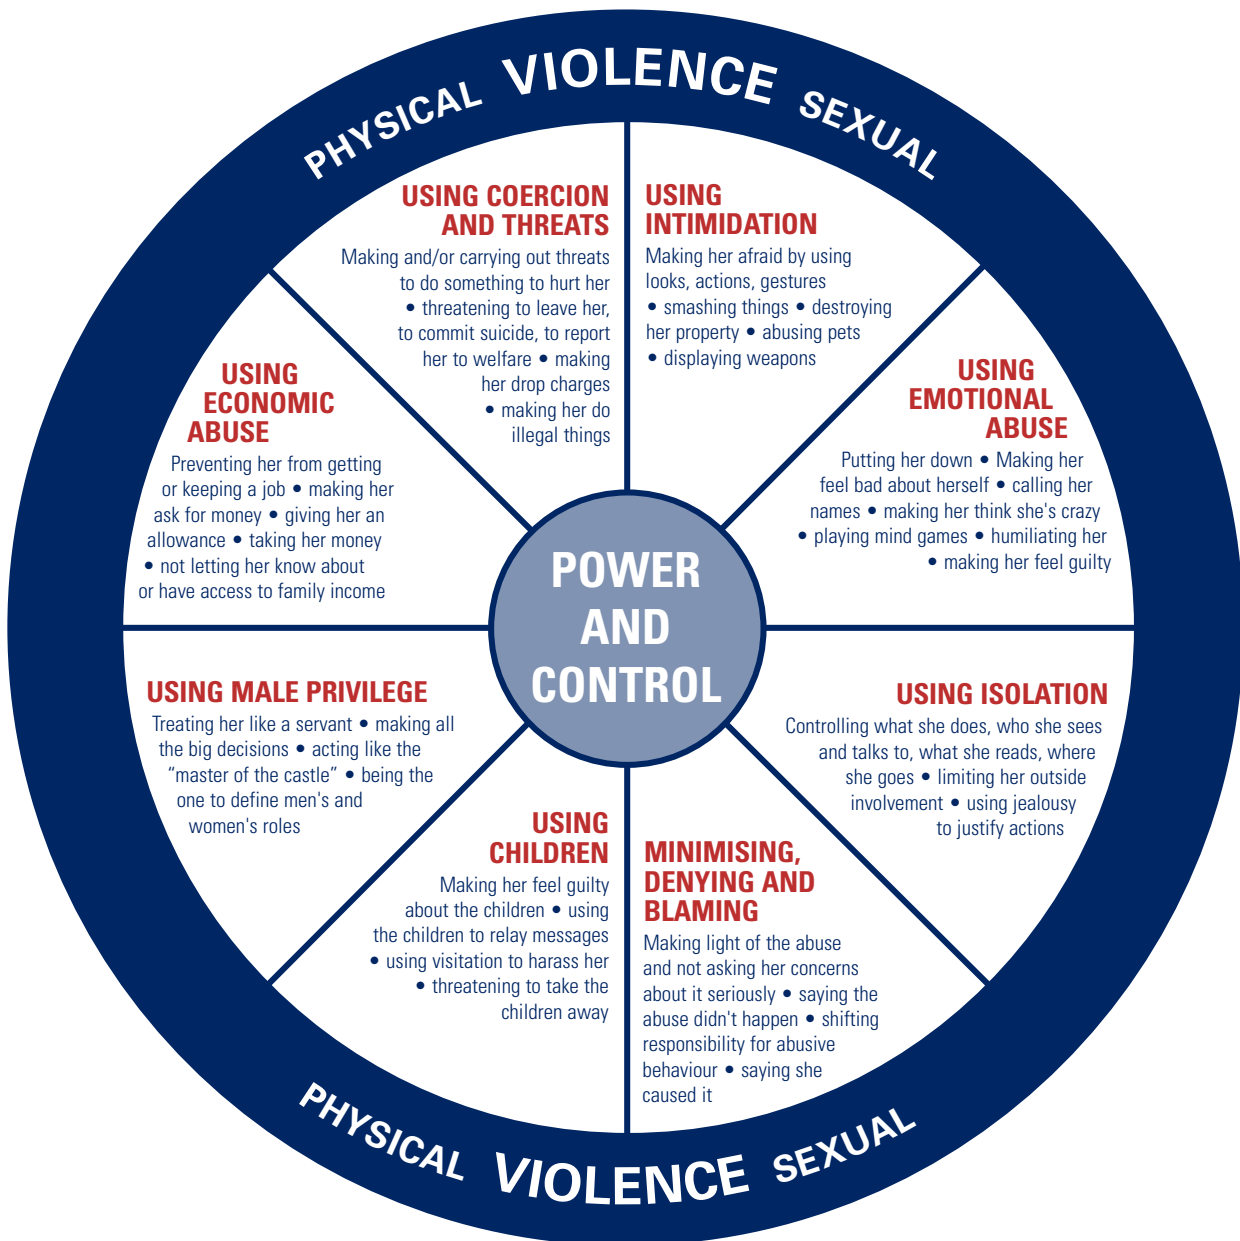 PHYSICAL VIOLENCE SEXUAL
USING COERCION
AND THREATS
Making and/or carrying out threats
to do something to hurt her
• threatening to leave her,
to commit suicide, to report
her to welfare • making
her drop charges
• making her do
illegal things
USING
INTIMIDATION
Making her afraid by using
looks, actions, gestures
• smashing things • destroying
her property • abusing pets
• displaying weapons
USING
EMOTIONAL
ABUSE
Putting her down • Making her
feel bad about herself • calling her
names • making her think she's crazy
• playing mind games • humiliating her
• making her feel guilty
USING ISOLATION
Controlling what she does, who she sees
and talks to, what she reads, where
she goes • limiting her outside
involvement • using jealousy
to justify actions
MINIMISING,
DENYING AND
BLAMING
Making light of the abuse
and not asking her concerns
about it seriously • saying the
abuse didn't happen • shifting
responsibility for abusive
behaviour • saying she
caused it
USING
CHILDREN
Making her feel guilty
about the children • using
the children to relay messages
• using visitation to harass her
• threatening to take the
children away
USING MALE PRIVILEGE
Treating her like a servant • making all
the big decisions • acting like the
“master of the castle” • being the
one to define men's and
women's roles
USING
ECONOMIC
ABUSE
Preventing her from getting
or keeping a job • making her
ask for money • giving her an
allowance • taking her money
• not letting her know about
or have access to family income
POWER
AND
CONTROL
PHYSICAL VIOLENCE SEXUAL